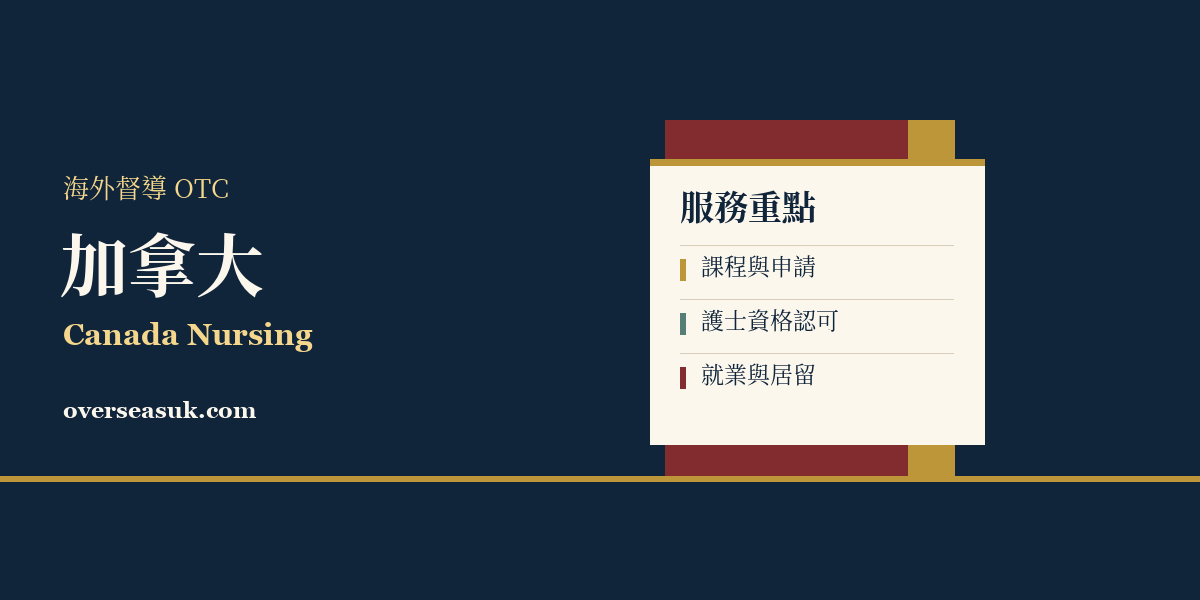 海外督導 OTC
加拿大
Canada Nursing
overseasuk.com
服務重點
課程與申請
護士資格認可
就業與居留